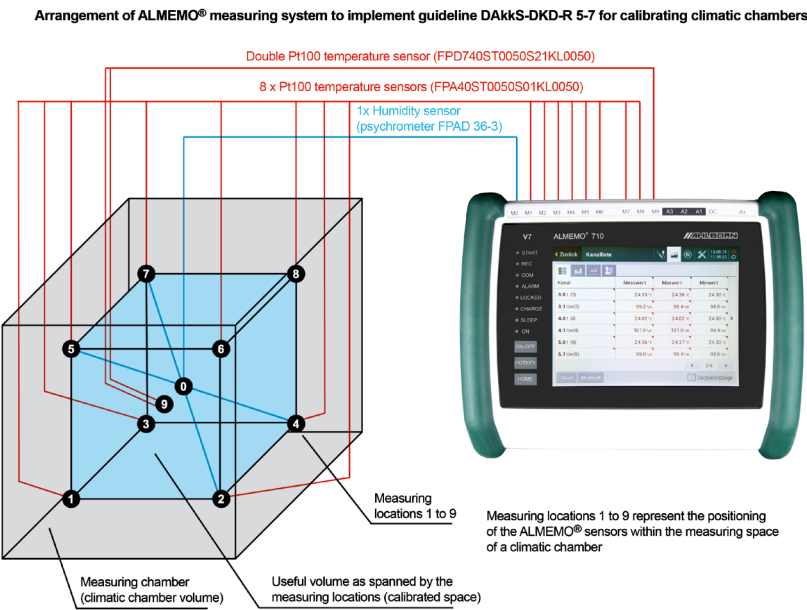 Arrangement of ALMEMO® measuring system to implement guideline DAkkS-DKD-R 5-7 for calibrating climatic chambers
Double Pt100 temperature sensor (FPD740ST0050S21KL0050)
8 x Pt100 temperature sensors (FPA40ST0050S01KL0050)
1x Humidity sensor
(psychrometer FPAD 36-3)
M0 M1 M2 M3 M4 M5 M6 M7 M8 M9 A3 A2 A1 DC
V7 ALMEMO® 710 AHLBORN
START
REC
COM
ALARM
LOCKED
CHARGE
SLEEP
ON
ON-OFF
HOTKEY
HOME
< Zurück Kanalliste
Kanal Messwert Maxwert Minwert
2/4
Doppelanzeige
7
8
5
6
0
9
3
4
1
2
Measuring
locations 1 to 9
Measuring locations 1 to 9 represent the positioning
of the ALMEMO® sensors within the measuring space
of a climatic chamber
Measuring chamber
(climatic chamber volume)
Useful volume as spanned by the
measuring locations (calibrated space)